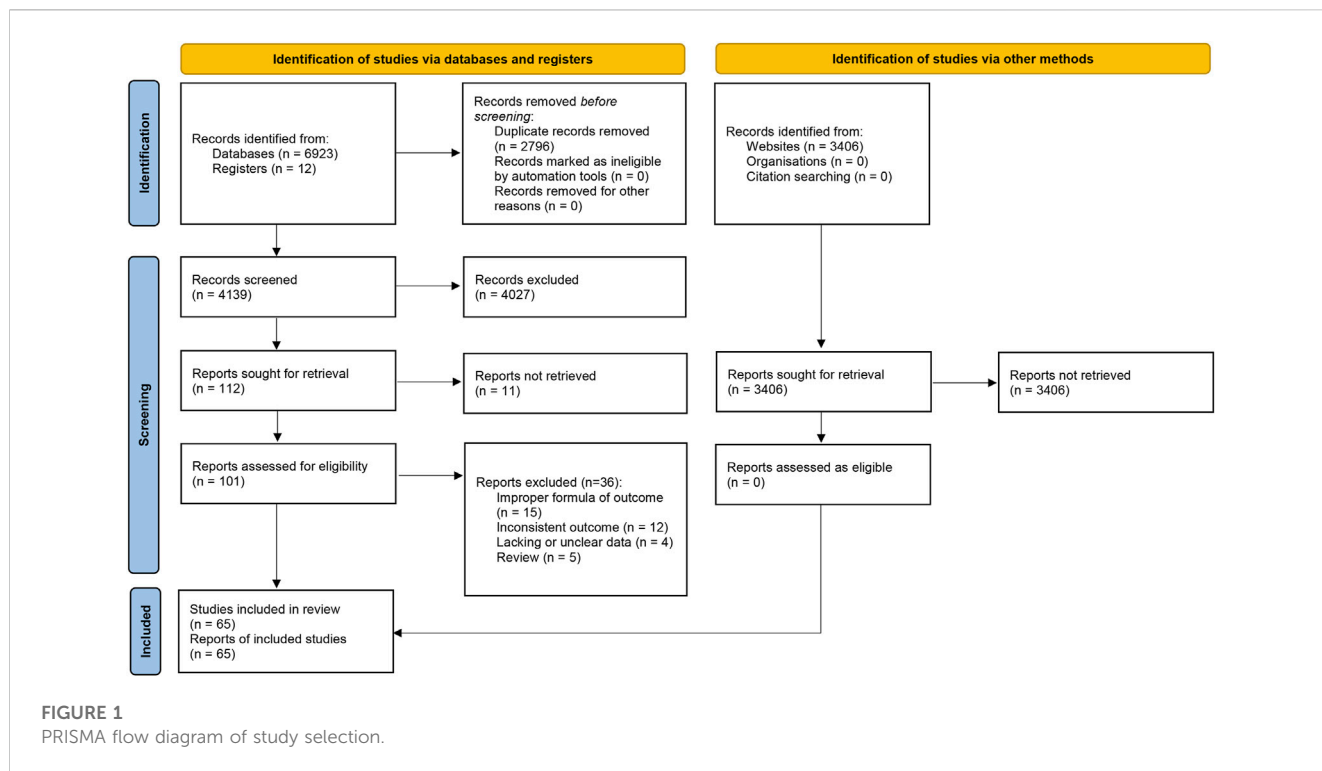 Identification of studies via databases and registers
Identification of studies via other methods
Identification
Records identified from:
Databases (n = 6923)
Registers (n = 12)
Records removed before
screening:
Duplicate records removed
(n = 2796)
Records marked as ineligible
by automation tools (n = 0)
Records removed for other
reasons (n = 0)
Records identified from:
Websites (n = 3406)
Organisations (n = 0)
Citation searching (n = 0)
Screening
Records screened
(n = 4139)
Records excluded
(n = 4027)
Reports sought for retrieval
(n = 112)
Reports not retrieved
(n = 11)
Reports sought for retrieval
(n = 3406)
Reports not retrieved
(n = 3406)
Reports assessed for eligibility
(n = 101)
Reports excluded (n=36):
Improper formula of outcome
(n = 15)
Inconsistent outcome (n = 12)
Lacking or unclear data (n = 4)
Review (n = 5)
Reports assessed as eligible
(n = 0)
Included
Studies included in review
(n = 65)
Reports of included studies
(n = 65)
FIGURE 1
PRISMA flow diagram of study selection.